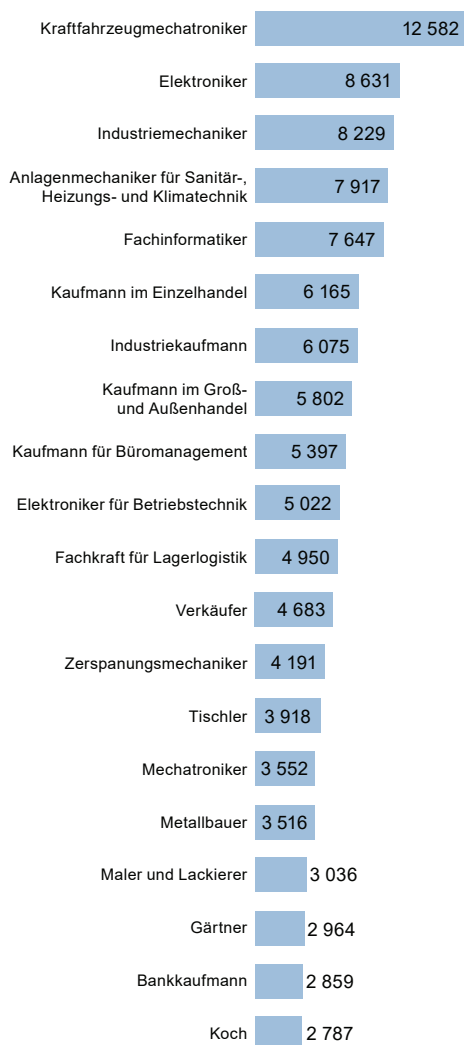 Kraftfahrzeugmechatroniker 12 582
Elektroniker 8 631
Industriemechaniker 8 229
Anlagenmechaniker für Sanitär-,
Heizungs- und Klimatechnik 7 917
Fachinformatiker 7 647
Kaufmann im Einzelhandel 6 165
Industriekaufmann 6 075
Kaufmann im Groß-
und Außenhandel 5 802
Kaufmann für Büromanagement 5 397
Elektroniker für Betriebstechnik 5 022
Fachkraft für Lagerlogistik 4 950
Verkäufer 4 683
Zerspanungsmechaniker 4 191
Tischler 3 918
Mechatroniker 3 552
Metallbauer 3 516
Maler und Lackierer 3 036
Gärtner 2 964
Bankkaufmann 2 859
Koch 2 787